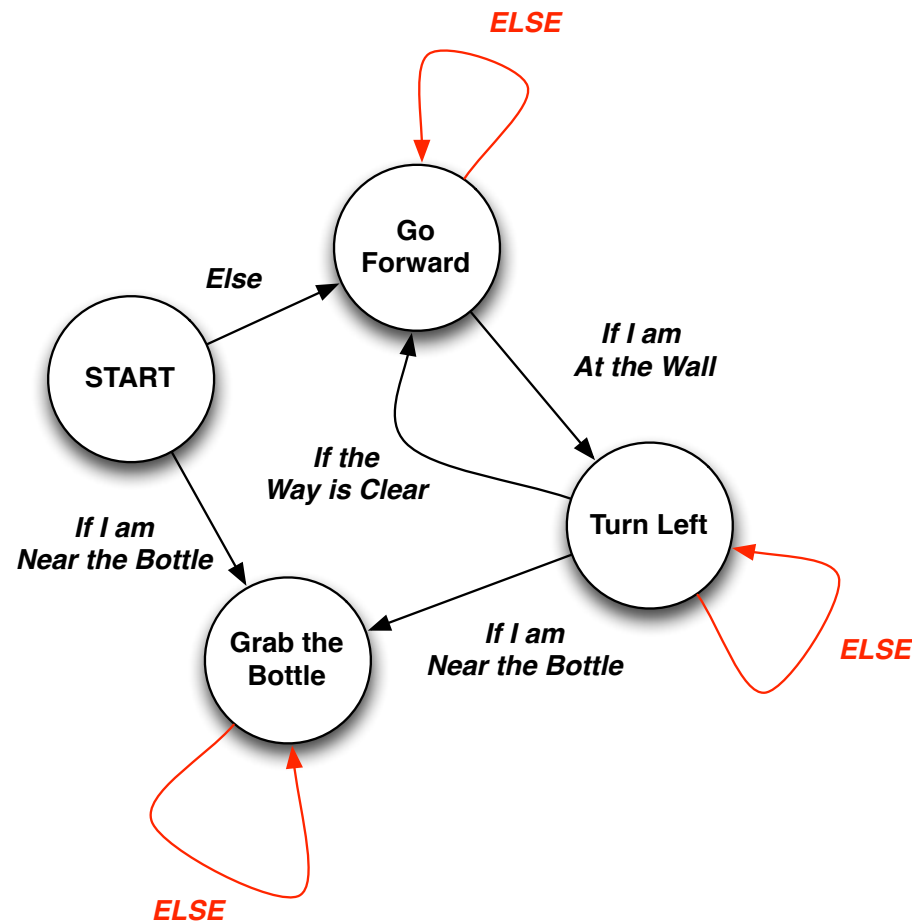 ELSE
Go
Forward
Else
If I am
At the Wall
START
If the
Way is Clear
Turn Left
If I am
Near the Bottle
If I am
Near the Bottle
Grab the
Bottle
ELSE
ELSE